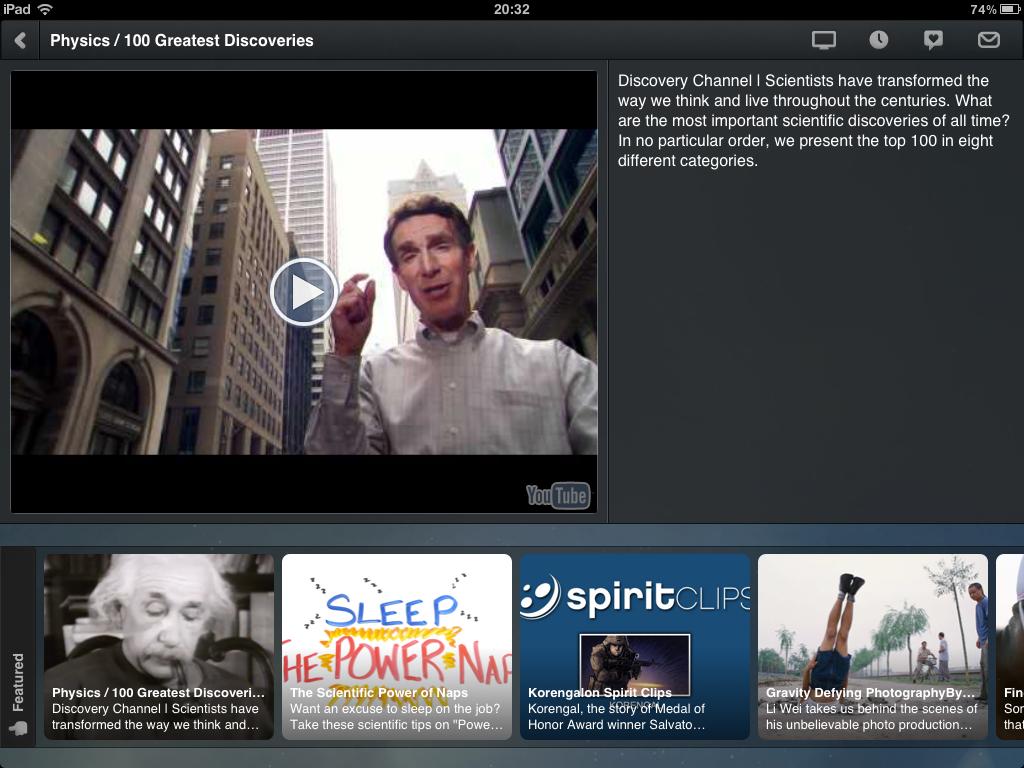 iPad
20:32
74%
Physics / 100 Greatest Discoveries
Discovery Channel | Scientists have transformed the
way we think and live throughout the centuries. What
are the most important scientific discoveries of all time?
In no particular order, we present the top 100 in eight
different categories.
YouTube
Featured
Physics / 100 Greatest Discoveri...
Discovery Channel | Scientists have
transformed the way we think and...
SLEEP
THE POWER NAP
The Scientific Power of Naps
Want an excuse to sleep on the job?
Take these scientific tips on "Powe...
spiritCLIPS
KORENGAL
Korengalon Spirit Clips
Korengal, the story of Medal of
Honor Award winner Salvato...
Gravity Defying PhotographyBy...
Li Wei takes us behind the scenes of
his unbelievable photo production...
Fin
Sor
that